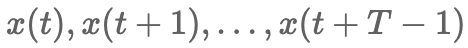 x(t), x(t + 1), . . . , x(t + T − 1)